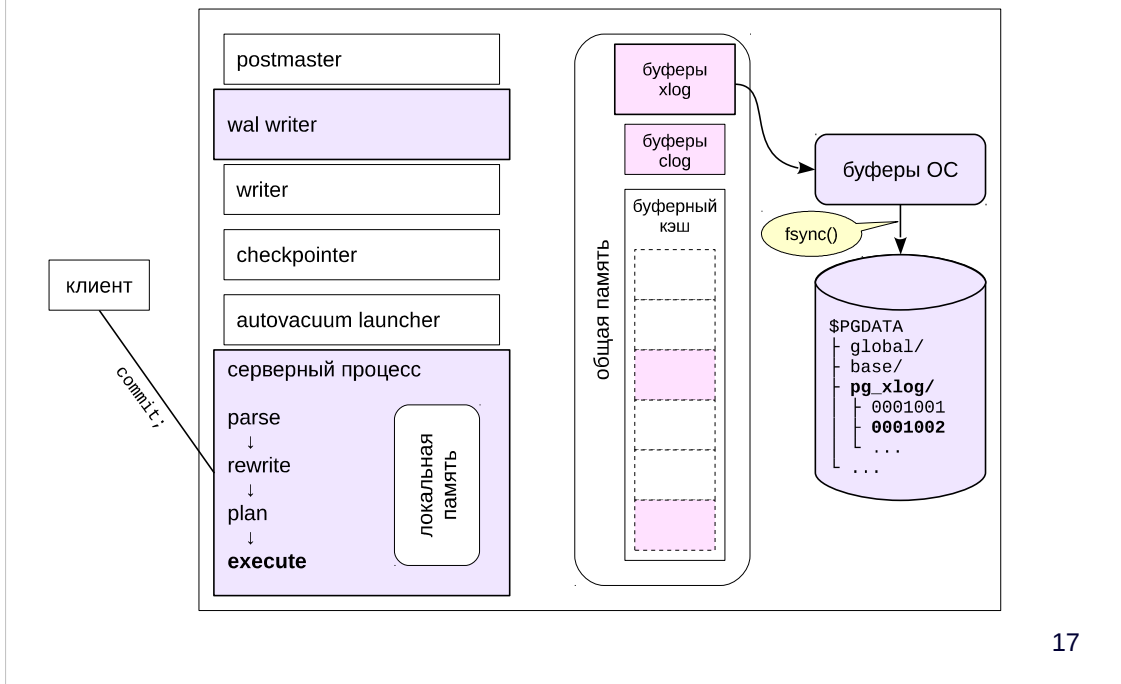 postmaster
wal writer
writer
checkpointer
autovacuum launcher
клиент
commit;
серверный процесс
parse
↓
rewrite
↓
plan
↓
execute
локальная
память
общая память
буферы
xlog
буферы
clog
буферный
кэш
буферы ОС
fsync()
$PGDATA
├ global/
├ base/
├ pg_xlog/
│ ├ 0001001
│ ├ 0001002
│ └ ...
└ ...
17